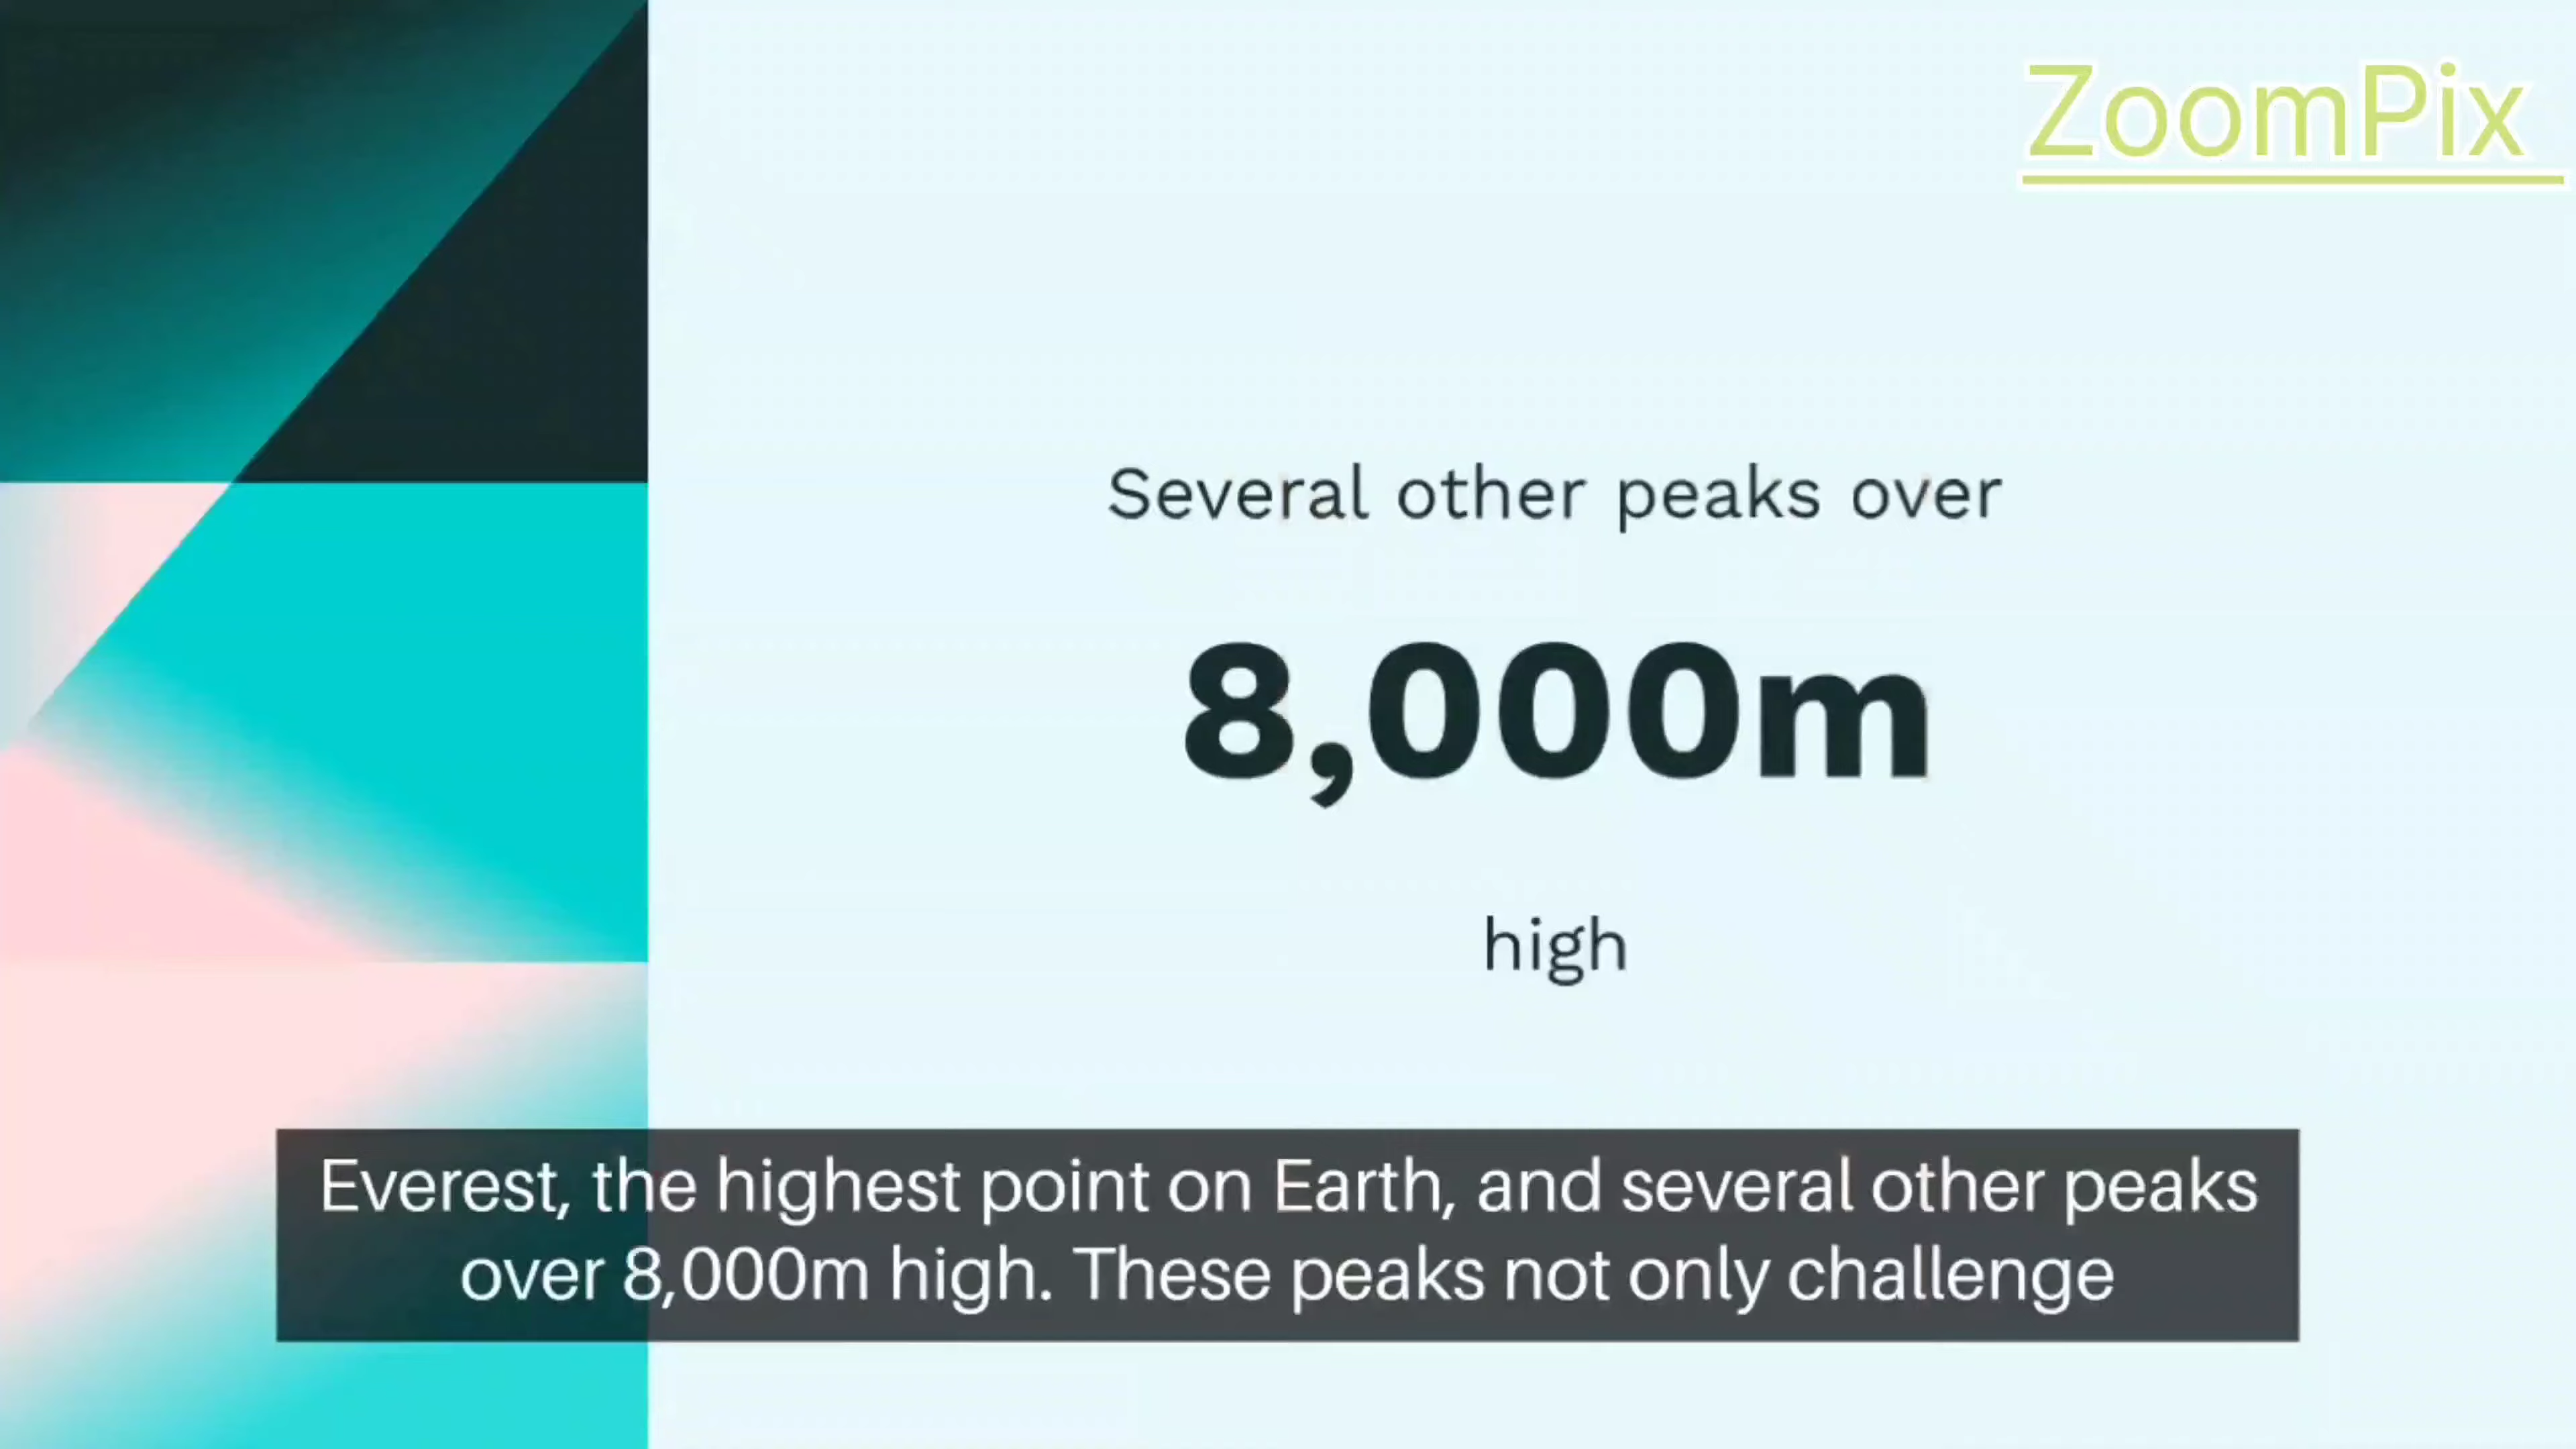 ZoomPix
Several other peaks over
8,000m
high
Everest, the highest point on Earth, and several other peaks
over 8,000m high. These peaks not only challenge